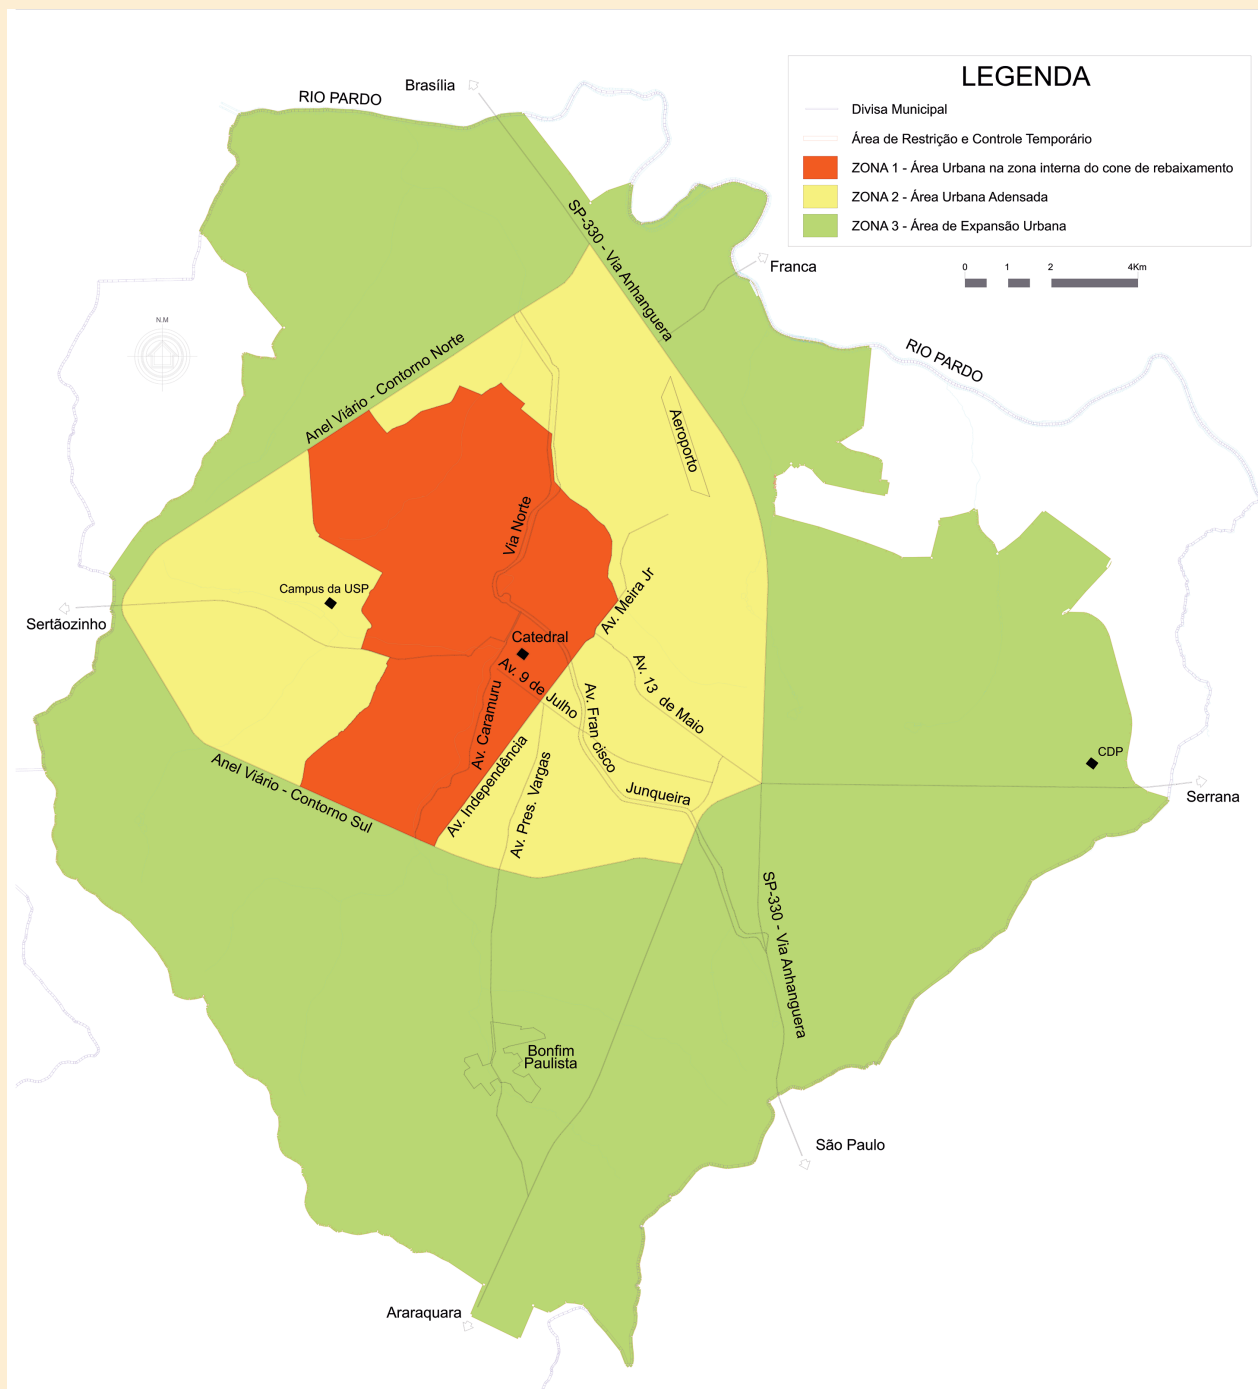 LEGENDA
Divisa Municipal
Área de Restrição e Controle Temporário
ZONA 1 - Área Urbana na zona interna do cone de rebaixamento
ZONA 2 - Área Urbana Adensada
ZONA 3 - Área de Expansão Urbana
0 1 2 4Km
Brasília
RIO PARDO
SP-330 - Via Anhanguera
Franca
N.M
RIO PARDO
Anel Viário - Contorno Norte
Aeroporto
Via Norte
Campus da USP
Av. Meira Jr
Sertãozinho
Catedral
Av. 9 de Julho
Av. 13 de Maio
Av. Caramuru
Av. Fran cisco
Junqueira
Av. Independência
Av. Pres. Vargas
Anel Viário - Contorno Sul
CDP
Serrana
SP-330 - Via Anhanguera
Bonfim
Paulista
São Paulo
Araraquara